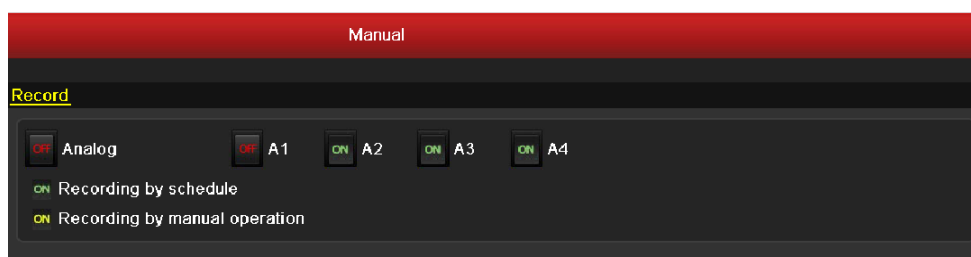 Manual
Record
OFF Analog OFF A1 ON A2 ON A3 ON A4
ON Recording by schedule
ON Recording by manual operation